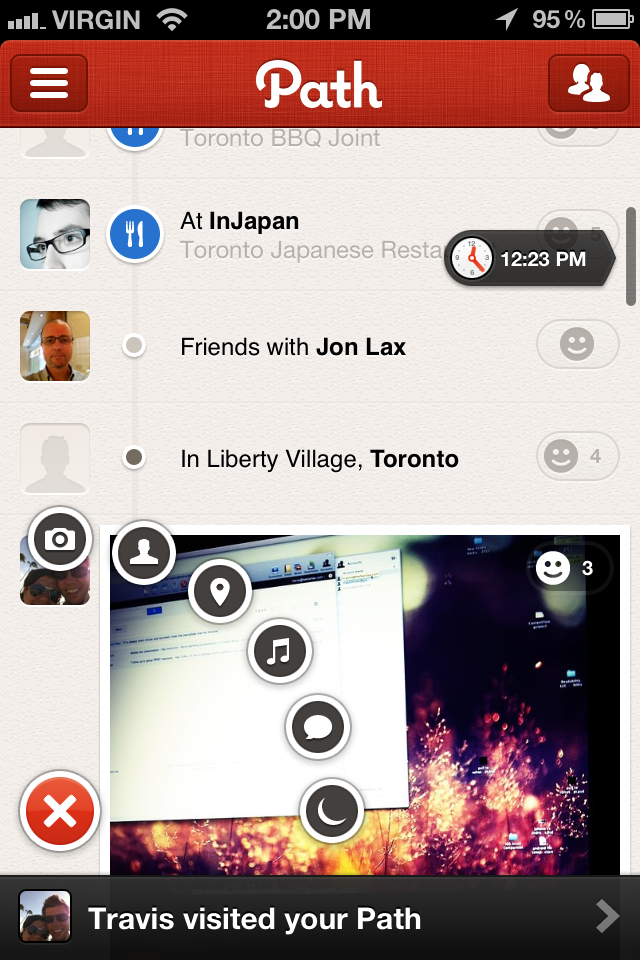 VIRGIN
2:00 PM
95 %
Path
Toronto BBQ Joint
At InJapan
5
Toronto Japanese Resta
12:23 PM
Friends with Jon Lax
In Liberty Village, Toronto
4
3
Travis visited your Path